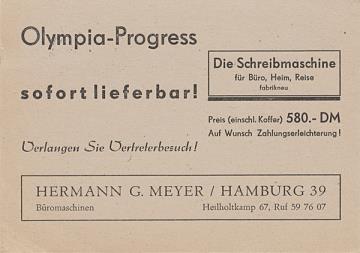 Olympia-Progress
sofort lieferbar!
Die Schreibmaschine
für Büro, Heim, Reise
fabrikneu
Preis (einschl. Koffer) 580.- DM
Auf Wunsch Zahlungserleichterung!
Verlangen Sie Vertreterbesuch!
HERMANN G. MEYER / HAMBURG 39
Büromaschinen Heilholtkamp 67, Ruf 59 76 07